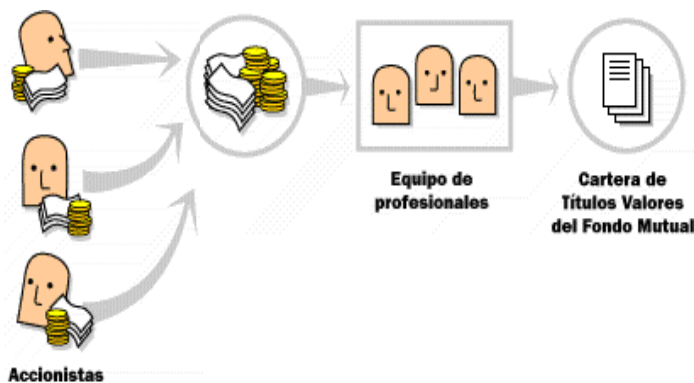 Equipo de
profesionales
Cartera de
Títulos Valores
del Fondo Mutual
Accionistas